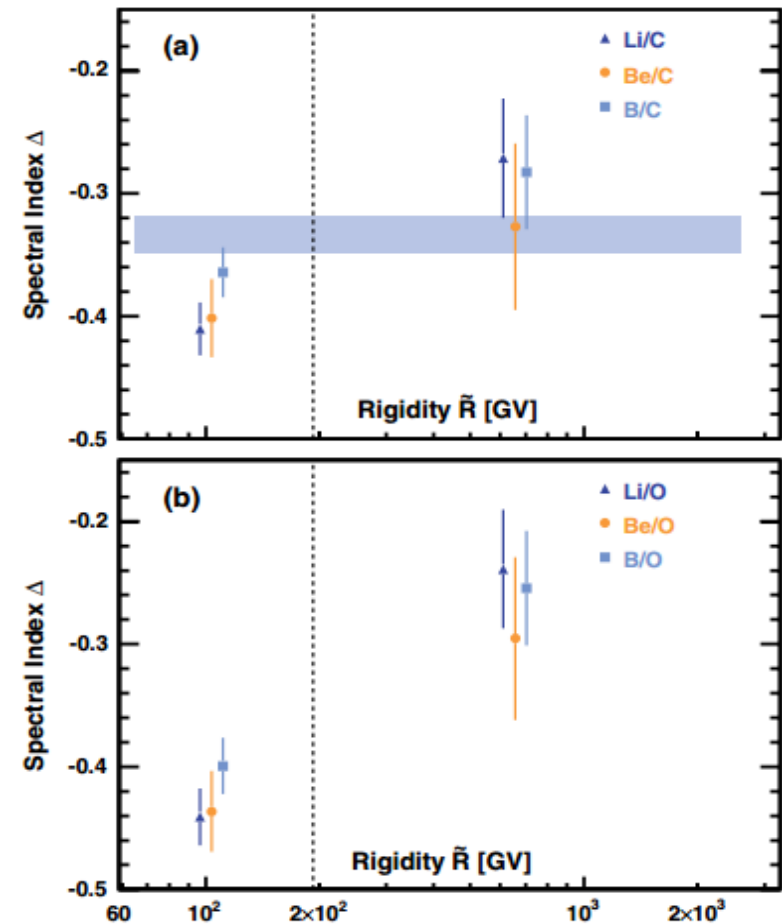 (a)
Li/C
Be/C
B/C
-0.2
-0.3
-0.4
-0.5
Spectral Index Δ
Rigidity R̃ [GV]
(b)
Li/O
Be/O
B/O
-0.2
-0.3
-0.4
-0.5
Spectral Index Δ
Rigidity R̃ [GV]
60 10² 2×10² 10³ 2×10³